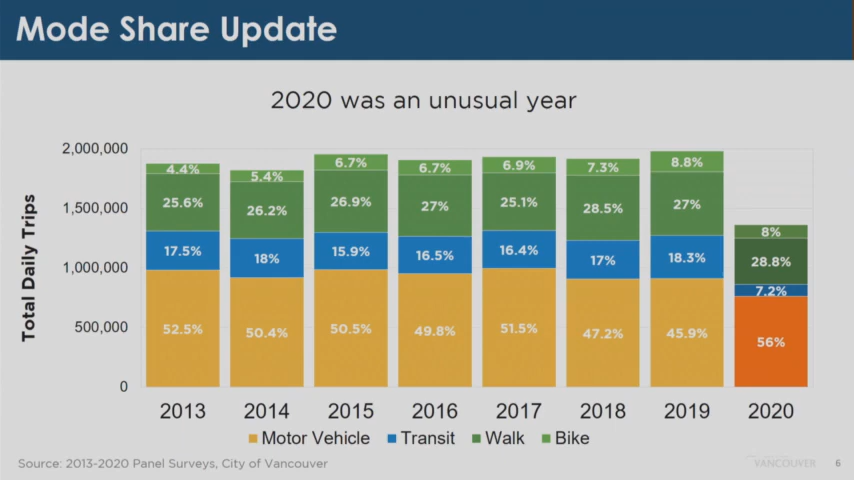 Mode Share Update
2020 was an unusual year
Total Daily Trips
2,000,000
1,500,000
1,000,000
500,000
0
4.4% 5.4% 6.7% 6.7% 6.9% 7.3% 8.8% 8%
25.6% 26.2% 26.9% 27% 25.1% 28.5% 27% 28.8%
17.5% 18% 15.9% 16.5% 16.4% 17% 18.3% 7.2%
52.5% 50.4% 50.5% 49.8% 51.5% 47.2% 45.9% 56%
2013 2014 2015 2016 2017 2018 2019 2020
Motor Vehicle Transit Walk Bike
Source: 2013-2020 Panel Surveys, City of Vancouver
VANCOUVER 6